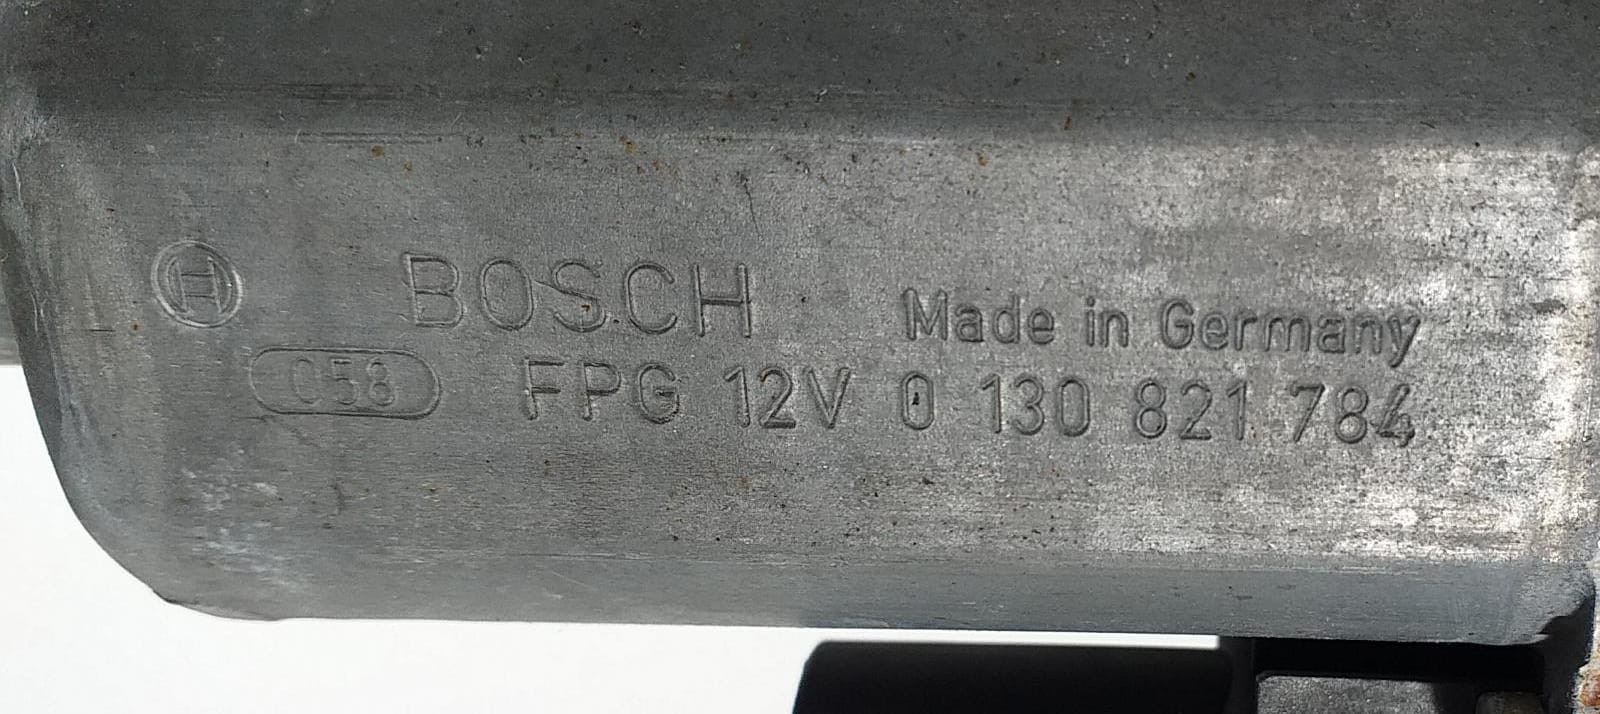 BOSCH Made in Germany
058 FPG 12V 0 130 821 784